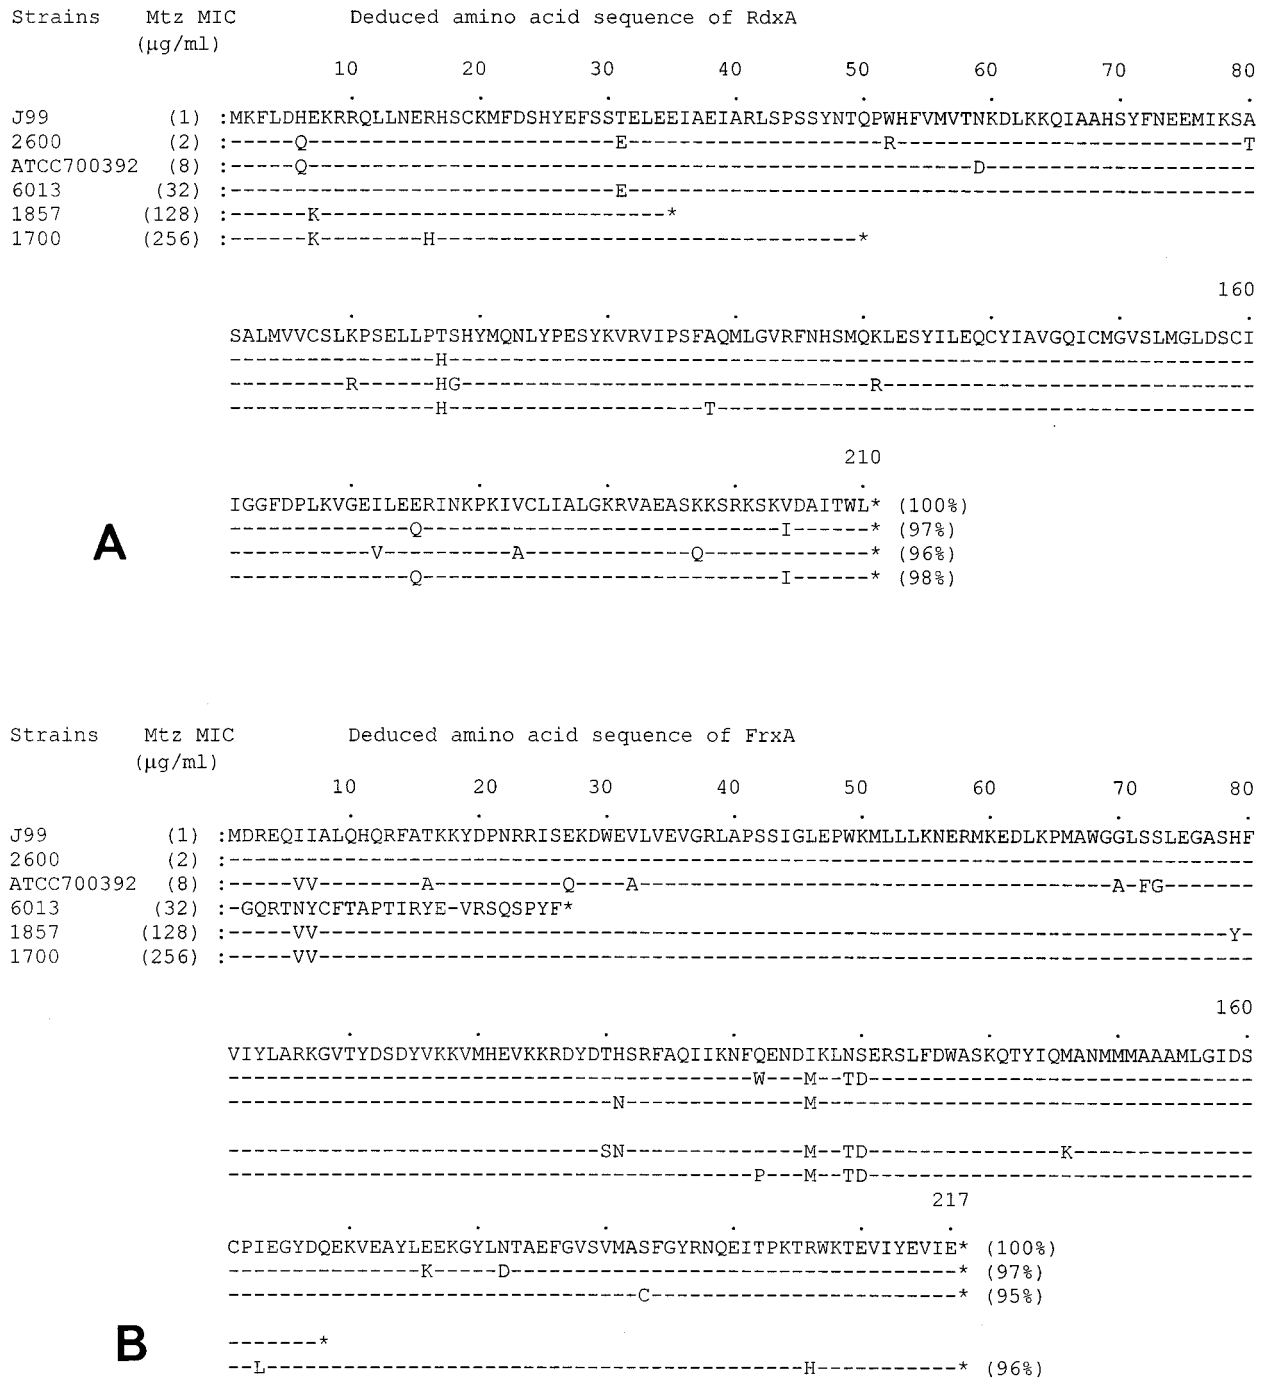 Strains Mtz MIC Deduced amino acid sequence of RdxA
(µg/ml)
10 20 30 40 50 60 70 80
J99 (1) :MKFLDHEKRRQLLNERHSCKMFDSHYEFSSTELEEIAEIARLSPSSYNTQPWHFVMVTNKDLKKQIAAHSYFNEEMIKSA
2600 (2) :-----Q------------------------E--------------------R---------------------------T
ATCC700392 (8) :-----Q----------------------------------------------------D---------------------
6013 (32) :------------------------------E-------------------------------------------------
1857 (128) :------K---------------------------*
1700 (256) :------K--------H---------------------------------*
160
SALMVVCSLKPSELLPTSHYMQNLYPESYKVRVIPSFAQMLGVRFNHSMQKLESYILEQCYIAVGQICMGVSLMGLDSCI
----------------H---------------------------------------------------------------
---------R------HG--------------------------------R-----------------------------
----------------H--------------------T------------------------------------------
210
IGGFDPLKVGEILEERINKPKIVCLIALGKRVAEASKKSRKSKVDAITWL* (100%)
--------------Q----------------------------I------* (97%)
-----------V----------A-------------Q-------------* (96%)
--------------Q----------------------------I------* (98%)
A
Strains Mtz MIC Deduced amino acid sequence of FrxA
(µg/ml)
10 20 30 40 50 60 70 80
J99 (1) :MDREQIIALQHQRFATKKYDPNRRISEKDWEVLVEVGRLAPSSIGLEPWKMLLLKNERMKEDLKPMAWGGLSSLEGASHF
2600 (2) :--------------------------------------------------------------------------------
ATCC700392 (8) :-----VV--------A----------Q----A-------------------------------------A-FG-------
6013 (32) :-GQRTNYCFTAPTIRYE-VRSQSPYF*
1857 (128) :-----VV-----------------------------------------------------------------------Y-
1700 (256) :-----VV-------------------------------------------------------------------------
160
VIYLARKGVTYDSDYVKKVMHEVKKRDYDTHSRFAQIIKNFQENDIKLNSERSLFDWASKQTYIQMANMMMAAAMLGIDS
-----------------------------------------W---M--TD------------------------------
------------------------------N--------------M----------------------------------
-----------------------------SN--------------M--TD---------------K--------------
-----------------------------------------P---M--TD------------------------------
217
CPIEGYDQEKVEAYLEEKGYLNTAEFGVSVMASFGYRNQEITPKTRWKTEVIYEVIE* (100%)
---------------K-----D-----------------------------------* (97%)
--------------------------------C------------------------* (95%)
-------*
--L------------------------------------------H-----------* (96%)
B